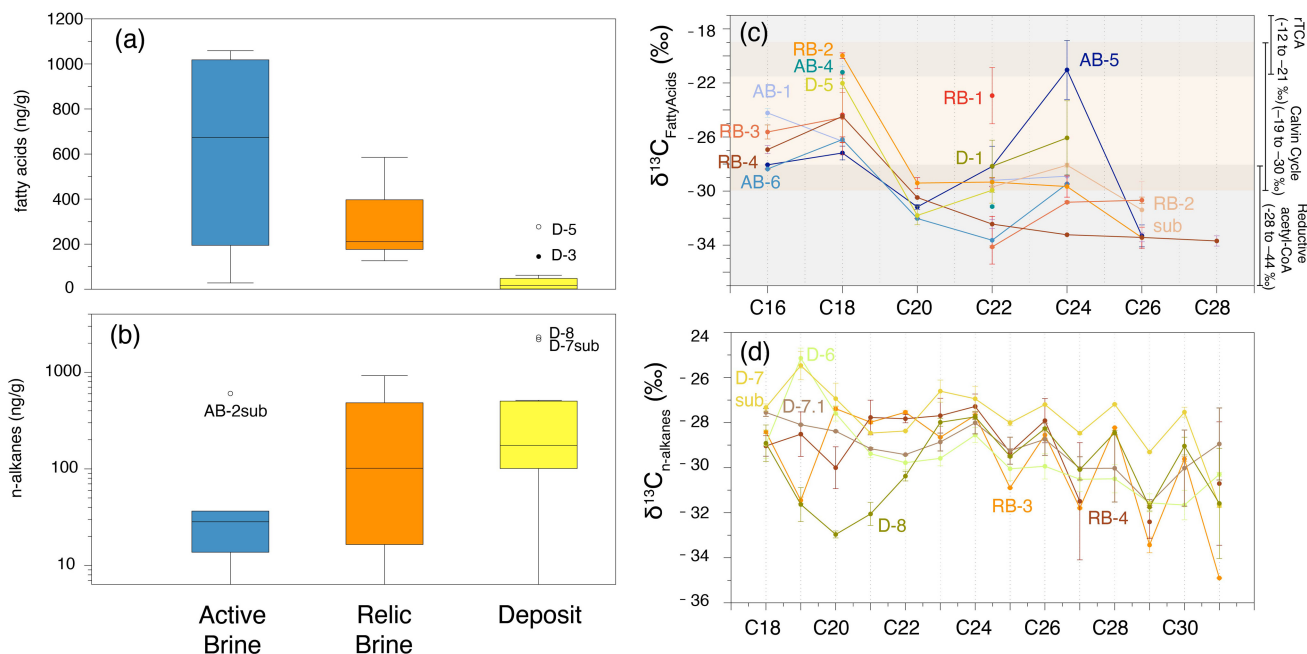 (a)
fatty acids (ng/g)
1200
1000
800
600
400
200
0
D-5
D-3
(b)
n-alkanes (ng/g)
1000
100
10
AB-2sub
D-8
D-7sub
Active
Brine
Relic
Brine
Deposit
(c)
δ¹³C FattyAcids (‰)
-18
-22
-26
-30
-34
RB-2
AB-4
D-5
AB-1
RB-3
RB-4
AB-6
RB-1
D-1
AB-5
RB-2
sub
C16 C18 C20 C22 C24 C26 C28
rTCA
(-12 to –21 ‰)
Calvin Cycle
(–19 to –30 ‰)
Reductive
acetyl-CoA
(-28 to –44 ‰)
(d)
δ¹³C n-alkanes (‰)
24
-26
-28
-30
-32
-34
-36
D-6
D-7
sub
D-7.1
D-8
RB-3
RB-4
C18 C20 C22 C24 C26 C28 C30